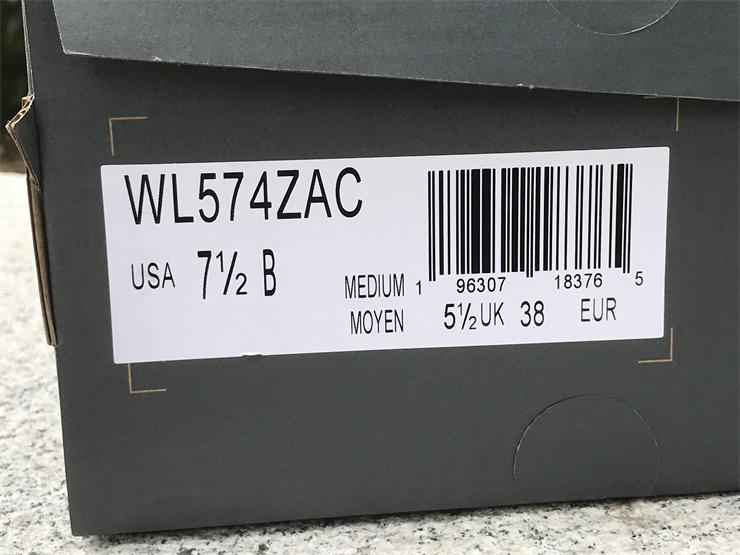 WL574ZAC
USA 7½ B
MEDIUM 1 96307 18376 5
MOYEN 5½ UK 38 EUR